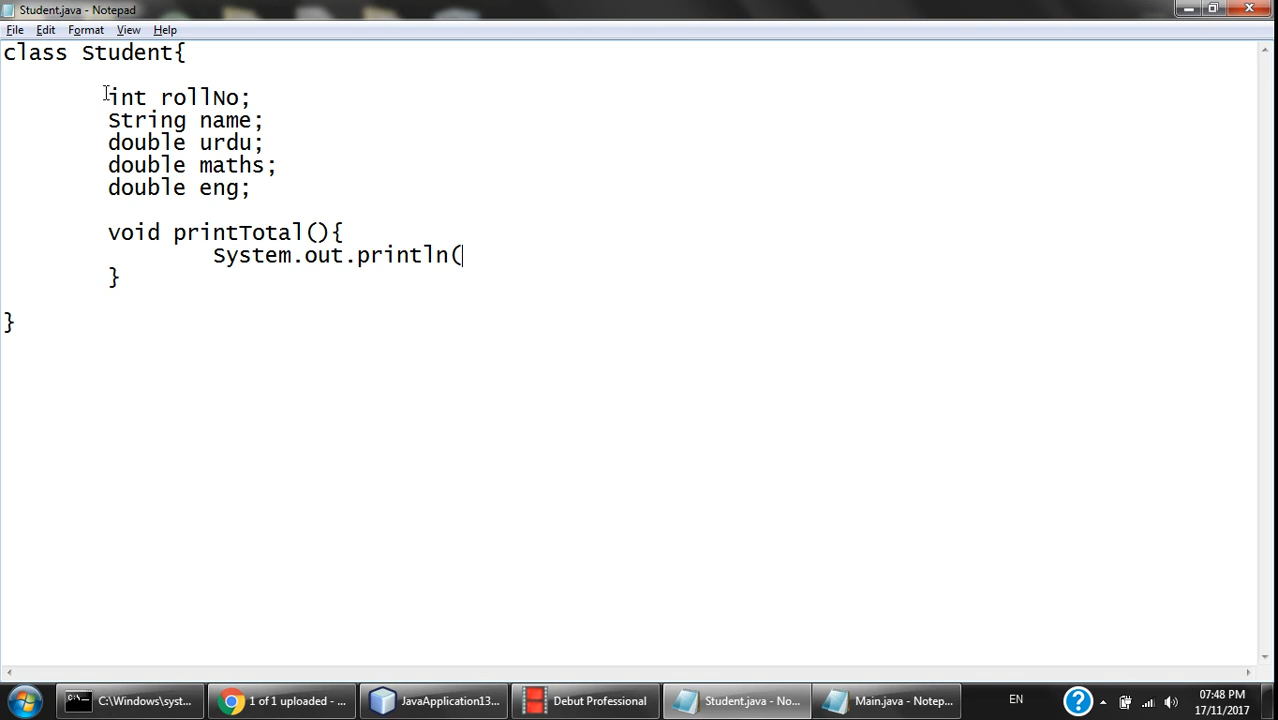 Student.java - Notepad
File Edit Format View Help
class Student{
int rollNo;
String name;
double urdu;
double maths;
double eng;
void printTotal(){
System.out.println(
}
}
C:\Windows\syst...
1 of 1 uploaded - ...
JavaApplication13...
Debut Professional
Student.java - No...
Main.java - Notep...
EN
07:48 PM
17/11/2017